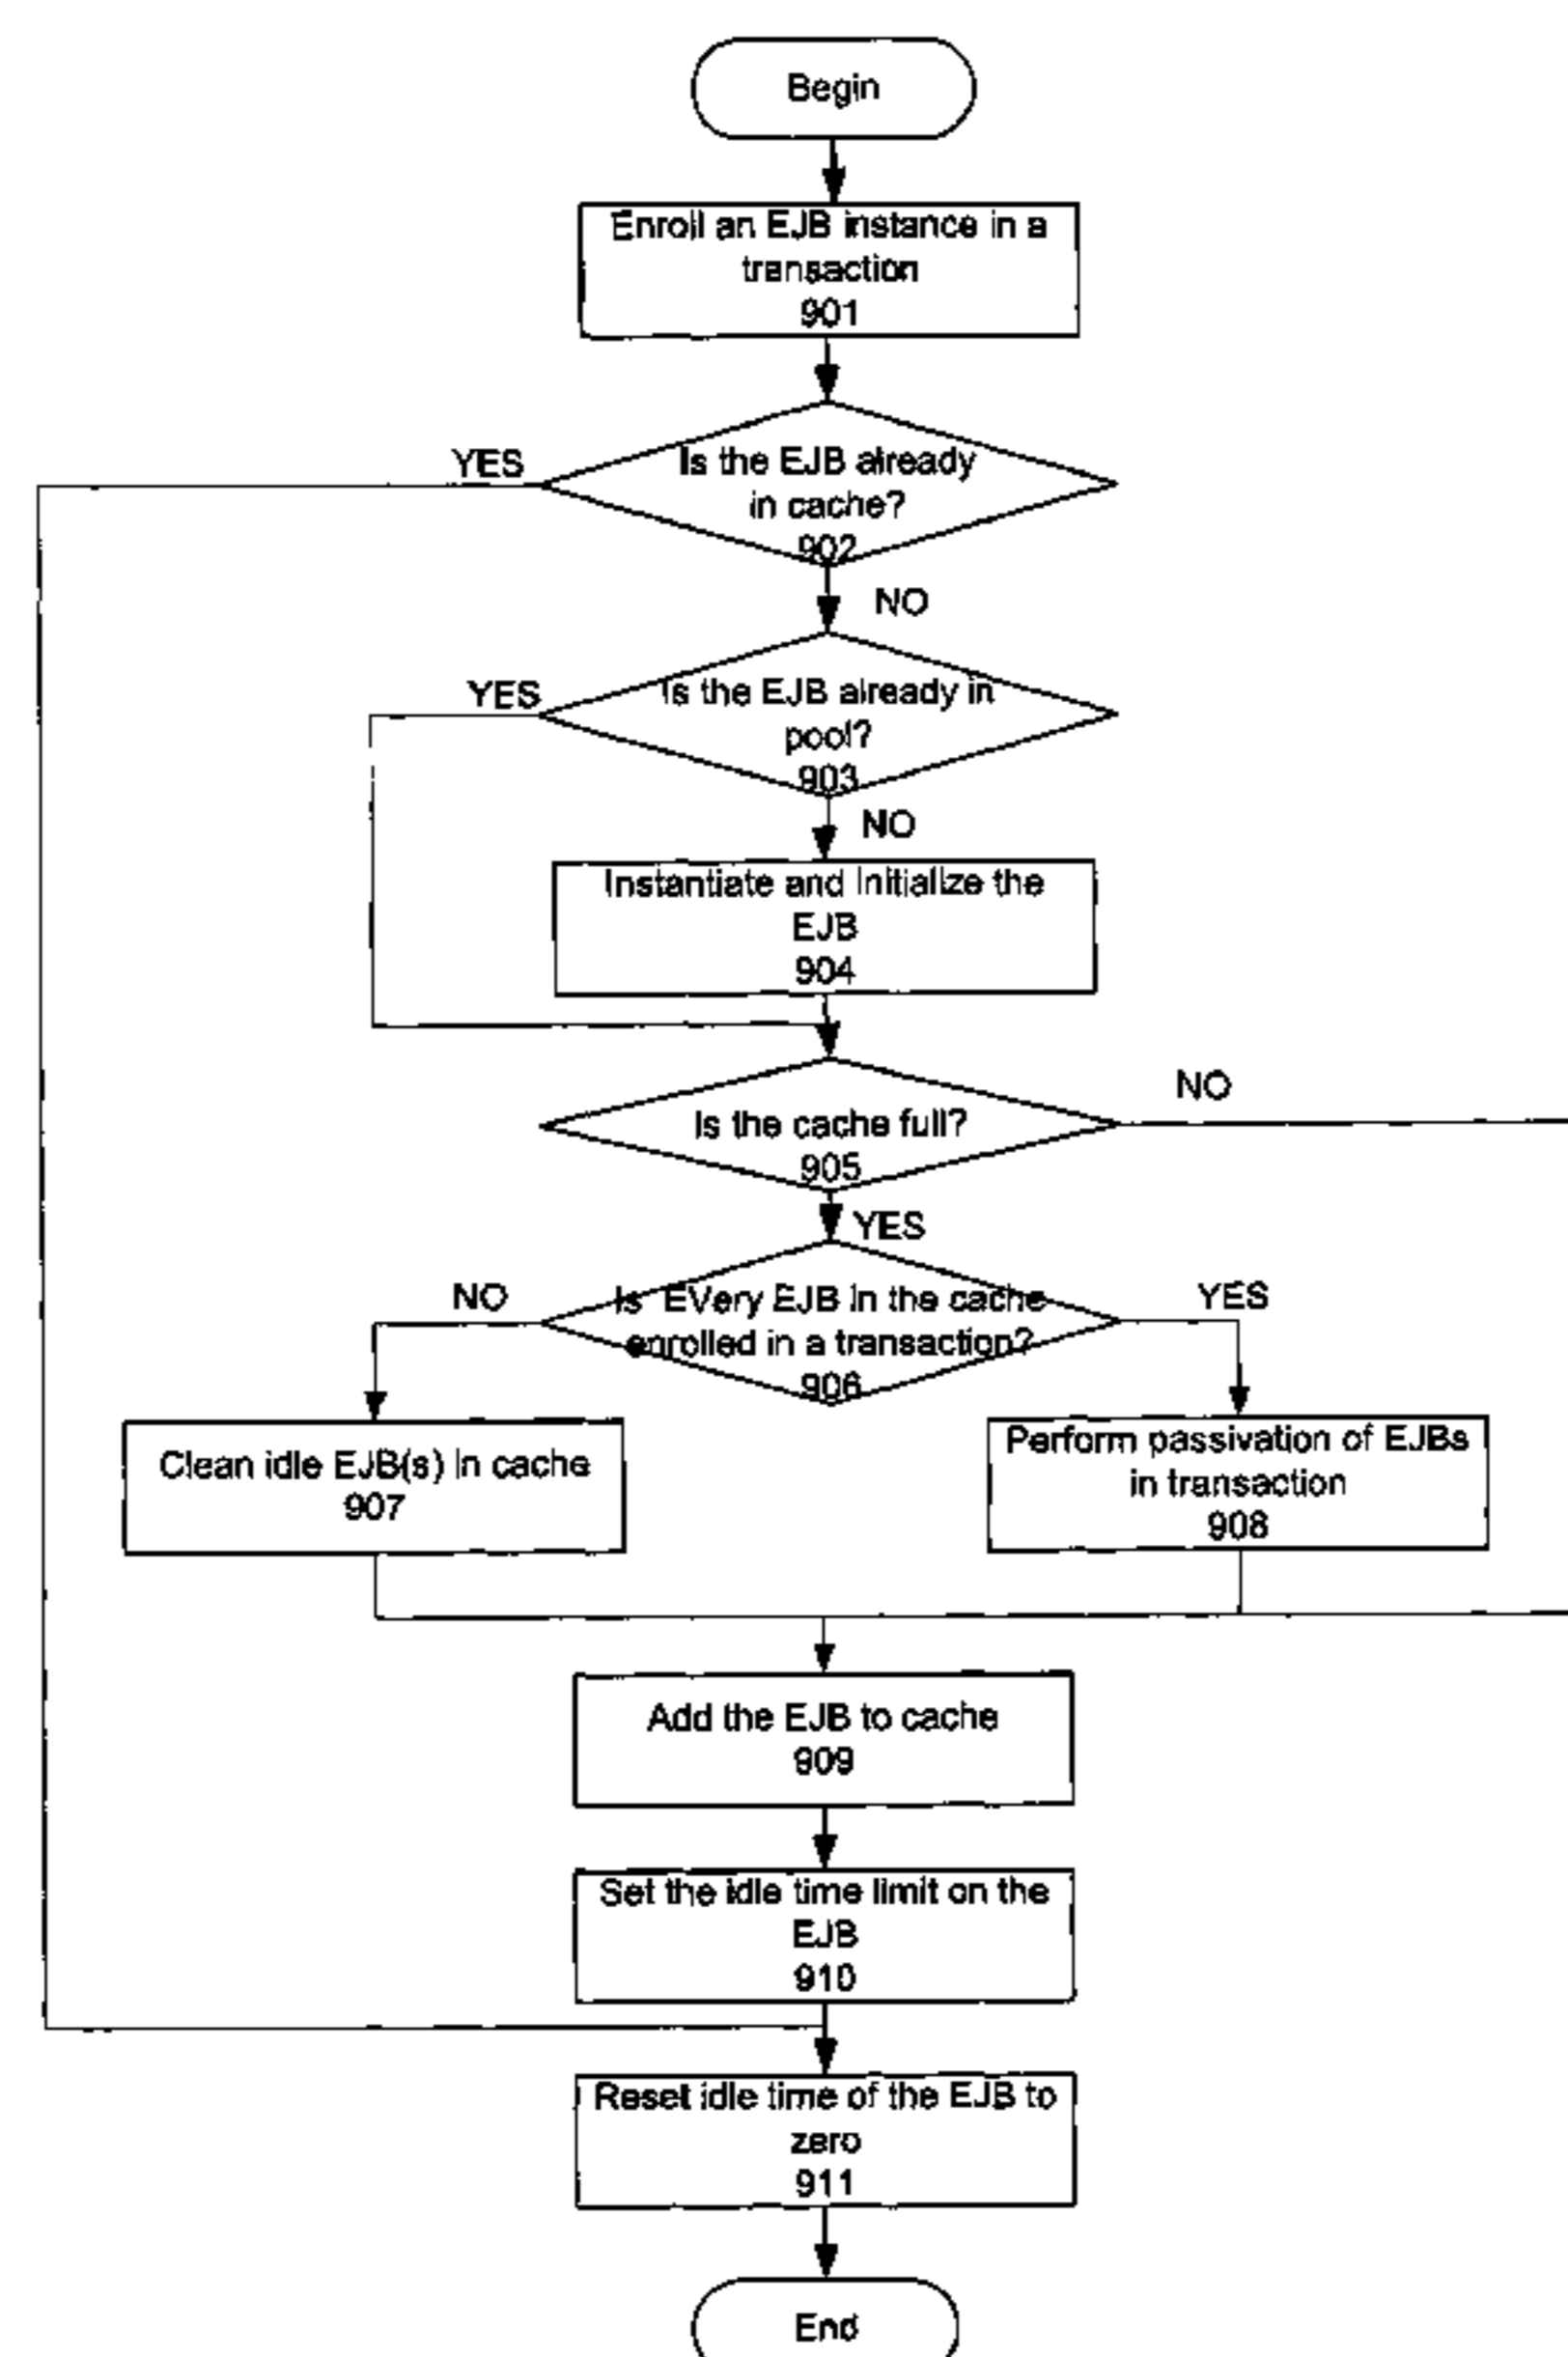 Begin
Enroll an EJB instance in a
transaction
901
YES
Is the EJB already
in cache?
902
NO
YES
Is the EJB already in
pool?
903
NO
Instantiate and Initialize the
EJB
904
NO
Is the cache full?
905
YES
NO
Is EVery EJB in the cache
enrolled in a transaction?
906
YES
Clean idle EJB(s) in cache
907
Perform passivation of EJBs
in transaction
908
Add the EJB to cache
909
Set the idle time limit on the
EJB
910
Reset idle time of the EJB to
zero
911
End